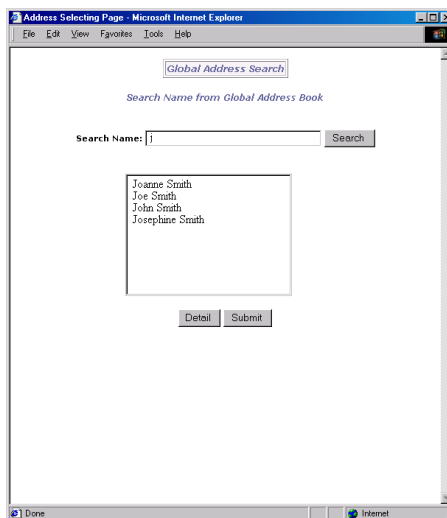 Address Selecting Page - Microsoft Internet Explorer
File Edit View Favorites Tools Help
Global Address Search
Search Name from Global Address Book
Search Name: j Search
Joanne Smith
Joe Smith
John Smith
Josephine Smith
Detail Submit
Done Internet